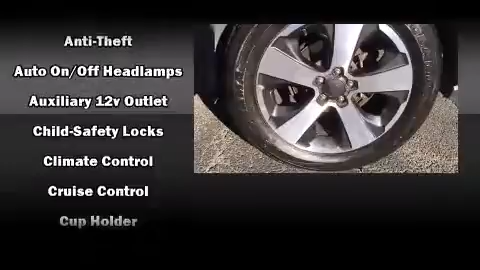 Anti-Theft
Auto On/Off Headlamps
Auxiliary 12v Outlet
Child-Safety Locks
Climate Control
Cruise Control
Cup Holder